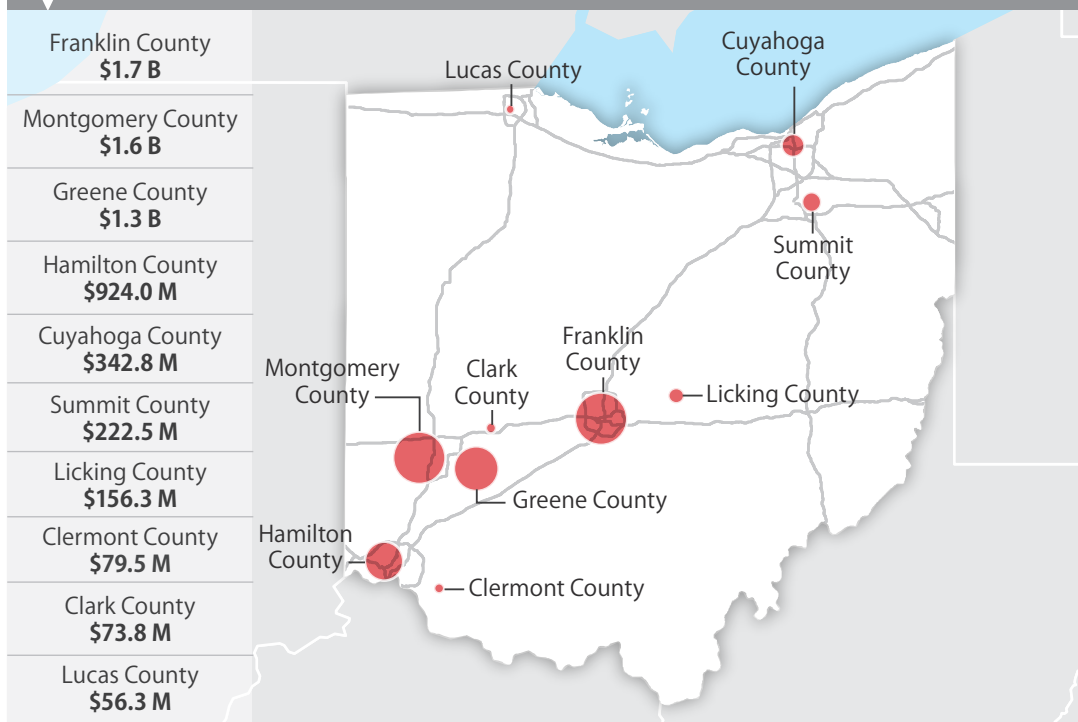 Franklin County
$1.7 B
Montgomery County
$1.6 B
Greene County
$1.3 B
Hamilton County
$924.0 M
Cuyahoga County
$342.8 M
Summit County
$222.5 M
Licking County
$156.3 M
Clermont County
$79.5 M
Clark County
$73.8 M
Lucas County
$56.3 M
Lucas County
Cuyahoga
County
Summit
County
Franklin
County
Montgomery
County
Clark
County
Licking County
Greene County
Hamilton
County
Clermont County